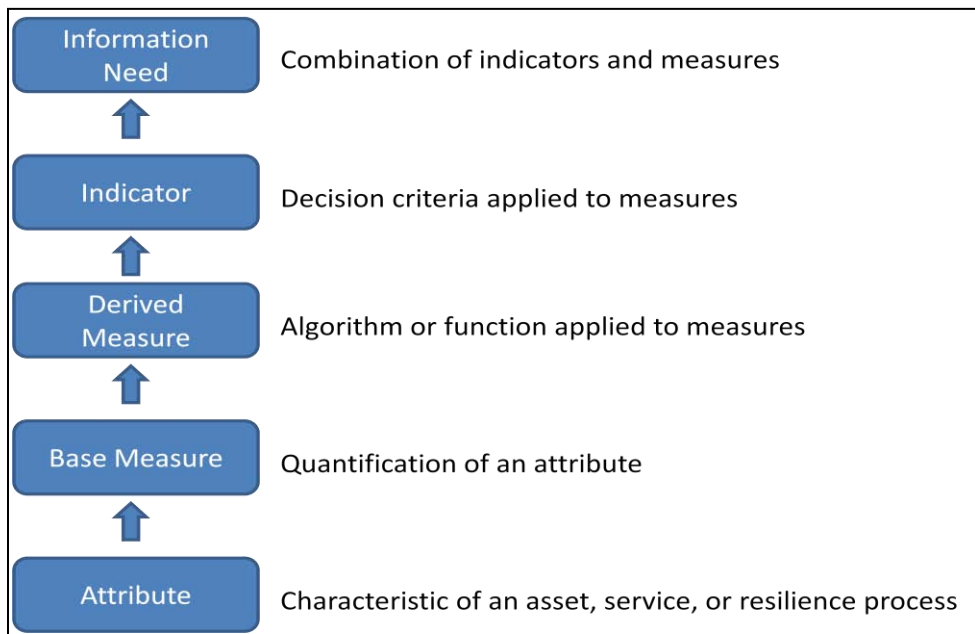 Information
Need
Combination of indicators and measures
Indicator
Decision criteria applied to measures
Derived
Measure
Algorithm or function applied to measures
Base Measure
Quantification of an attribute
Attribute
Characteristic of an asset, service, or resilience process